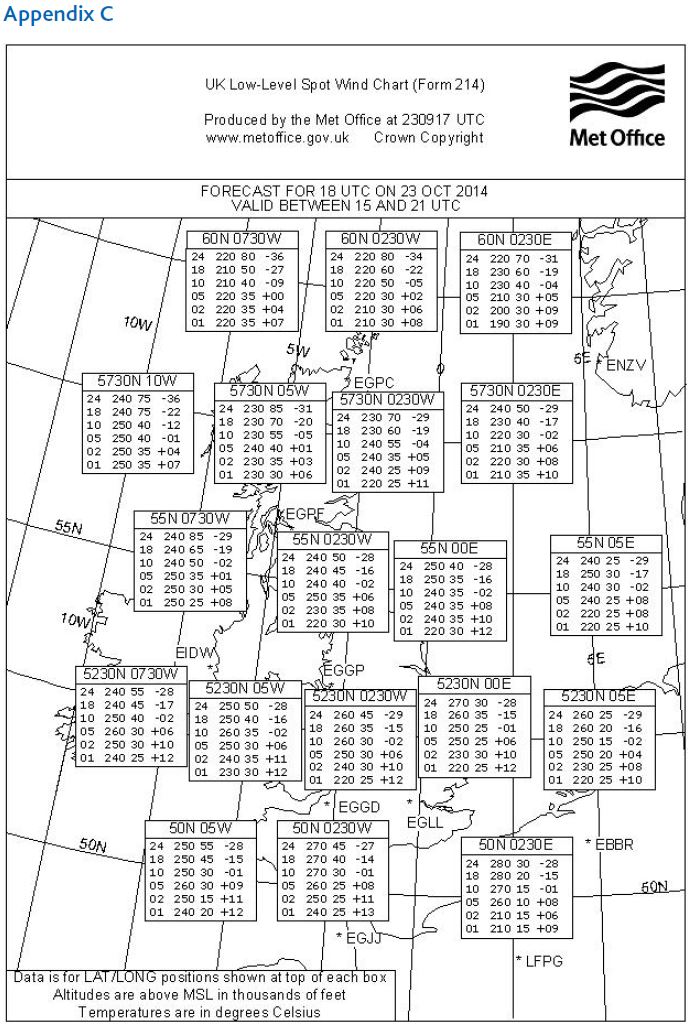 Appendix C
UK Low-Level Spot Wind Chart (Form 214)
Produced by the Met Office at 230917 UTC
www.metoffice.gov.uk Crown Copyright
Met Office
FORECAST FOR 18 UTC ON 23 OCT 2014
VALID BETWEEN 15 AND 21 UTC
60N 0730W
24 220 80 -36
18 210 50 -27
10 210 40 -09
05 220 35 +00
02 220 35 +04
01 220 35 +07
60N 0230W
24 220 80 -34
18 220 60 -22
10 220 50 -05
05 220 30 +02
02 210 30 +06
01 210 30 +08
60N 0230E
24 220 70 -31
18 230 60 -19
10 230 40 -04
05 210 30 +05
02 200 30 +09
01 190 30 +09
10W
5W
5E
ENZV
EGPC
5730N 10W
24 240 75 -36
18 240 75 -22
10 250 40 -12
05 250 40 -01
02 250 35 +04
01 250 35 +07
5730N 05W
24 230 85 -31
18 230 70 -20
10 230 55 -05
05 240 40 +01
02 230 35 +03
01 230 30 +06
5730N 0230W
24 230 70 -29
18 230 60 -19
10 240 55 -04
05 240 35 +05
02 240 25 +09
01 220 25 +11
5730N 0230E
24 240 50 -29
18 230 40 -17
10 220 30 -02
05 210 35 +06
02 220 30 +08
01 210 35 +10
55N
EGPF
55N 0730W
24 240 85 -29
18 240 65 -19
10 240 50 -02
05 250 35 +01
02 250 30 +05
01 250 25 +08
55N 0230W
24 240 50 -28
18 240 45 -16
10 240 40 -02
05 250 35 +06
02 230 35 +08
01 220 30 +10
55N 00E
24 250 40 -28
18 250 35 -16
10 240 35 -02
05 240 35 +08
02 240 35 +10
01 220 30 +12
55N 05E
24 240 25 -29
18 250 30 -17
10 240 30 -02
05 240 25 +08
02 220 25 +08
01 220 25 +10
10W
EIDW
EGGP
5E
5230N 0730W
24 240 55 -28
18 240 45 -17
10 250 40 -02
05 260 30 +06
02 250 30 +10
01 240 25 +12
5230N 05W
24 250 50 -28
18 250 40 -16
10 260 35 -02
05 250 30 +06
02 240 35 +11
01 230 30 +12
5230N 0230W
24 260 45 -29
18 260 35 -15
10 260 30 -02
05 250 30 +06
02 240 30 +10
01 220 25 +12
5230N 00E
24 270 30 -28
18 260 35 -15
10 250 25 -01
05 250 25 +06
02 230 30 +10
01 220 25 +12
5230N 05E
24 260 25 -29
18 260 20 -16
10 250 15 -02
05 250 20 +04
02 230 25 +08
01 220 25 +10
* EGGD
* EGLL
50N
50N 05W
24 250 55 -28
18 250 45 -15
10 250 30 -01
05 260 30 +09
02 250 15 +11
01 240 20 +12
50N 0230W
24 270 45 -27
18 270 40 -14
10 270 30 -01
05 260 25 +08
02 250 25 +11
01 240 25 +13
50N 0230E
24 280 30 -28
18 280 20 -15
10 270 15 -01
05 260 10 +08
02 210 15 +06
01 210 15 +09
* EBBR
50N
* EGJJ
* LFPG
Data is for LAT/LONG positions shown at top of each box
Altitudes are above MSL in thousands of feet
Temperatures are in degrees Celsius